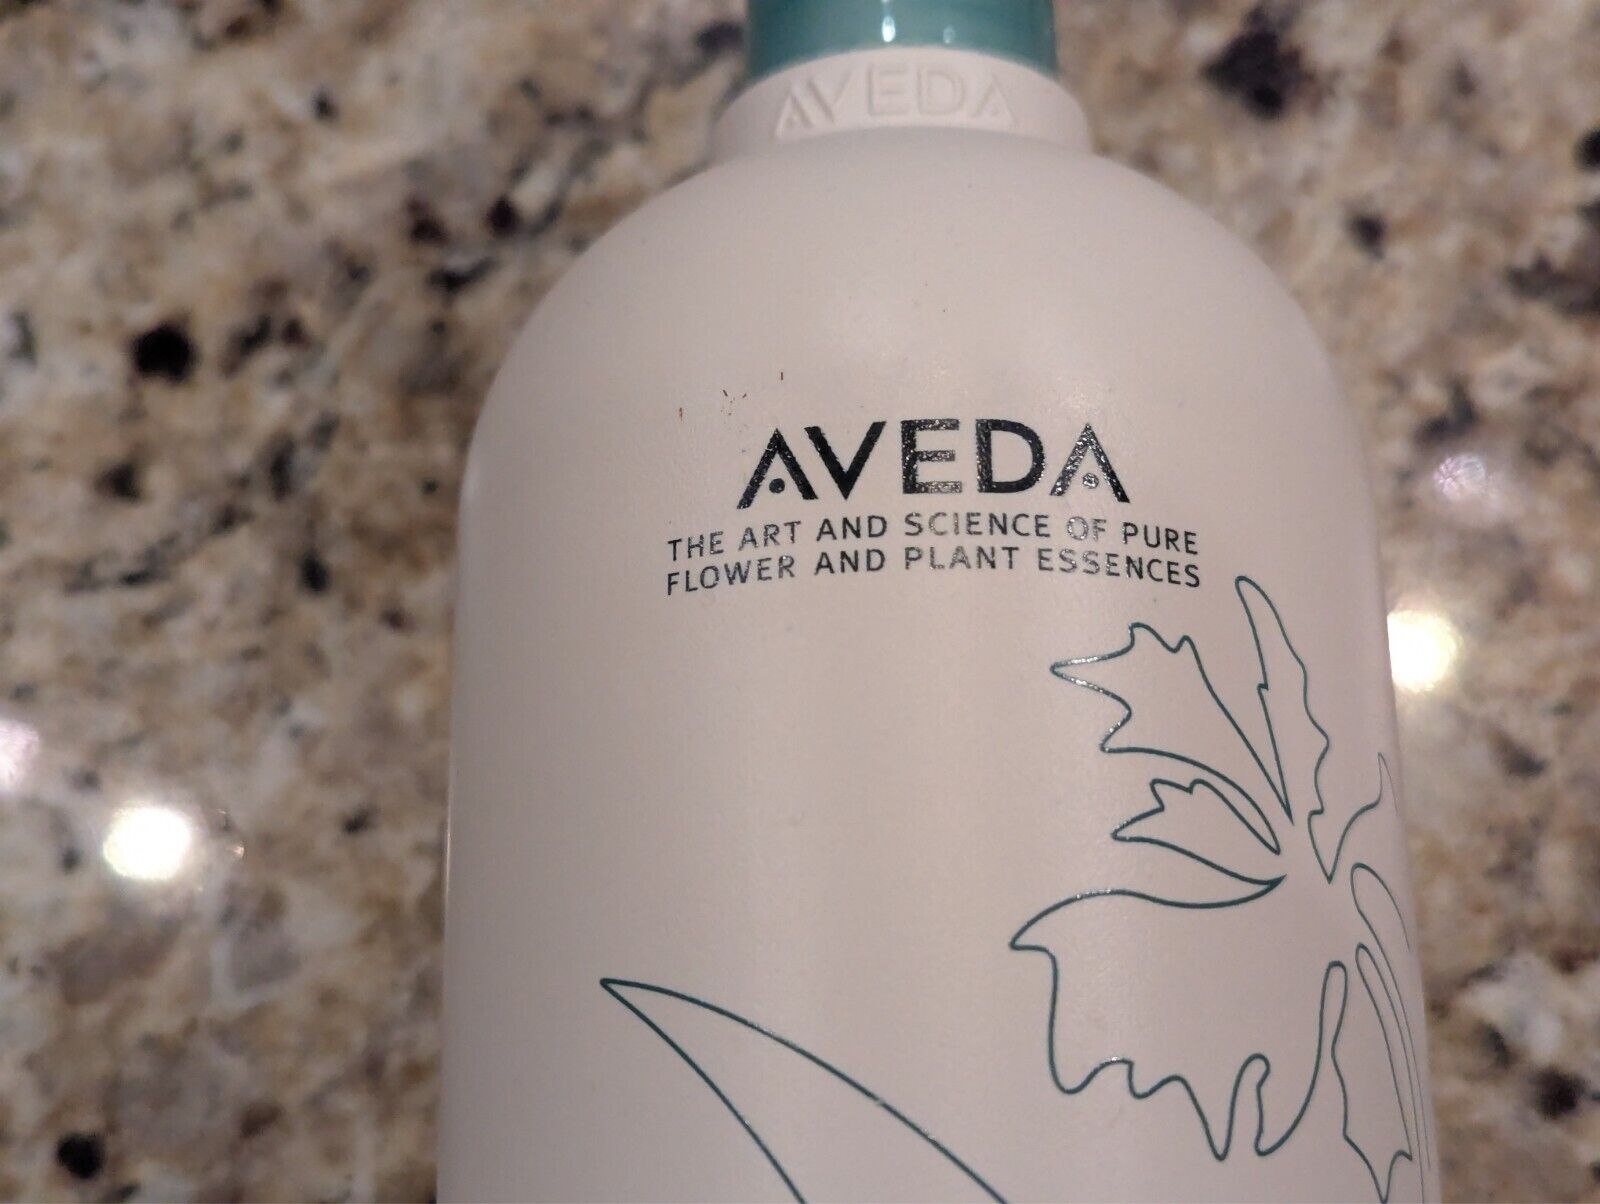 AVEDA
AVEDA
THE ART AND SCIENCE OF PURE
FLOWER AND PLANT ESSENCES